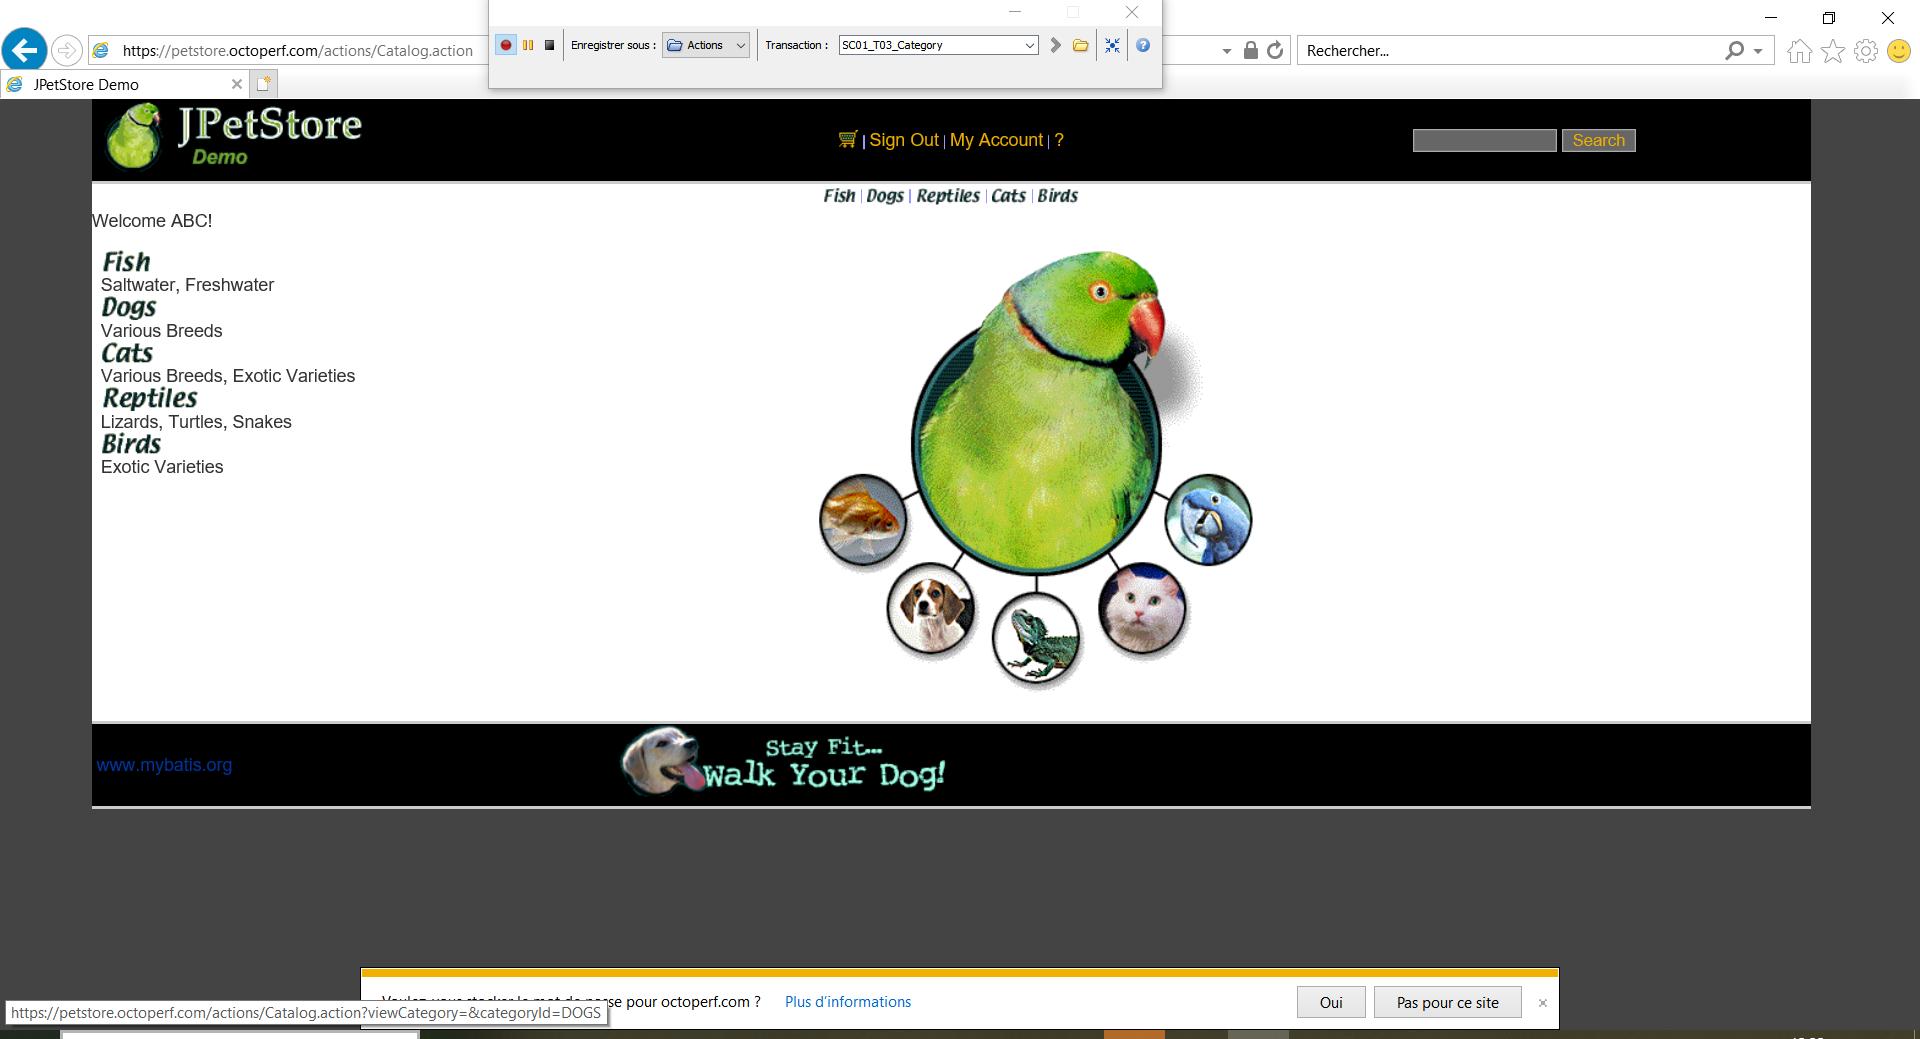 Enregistrer sous : Actions Transaction : SC01_T03_Category
https://petstore.octoperf.com/actions/Catalog.action
Rechercher...
JPetStore Demo
JPetStore
Demo
Sign Out | My Account | ?
Search
Fish | Dogs | Reptiles | Cats | Birds
Welcome ABC!
Fish
Saltwater, Freshwater
Dogs
Various Breeds
Cats
Various Breeds, Exotic Varieties
Reptiles
Lizards, Turtles, Snakes
Birds
Exotic Varieties
www.mybatis.org
Stay Fit...
Walk Your Dog!
pour octoperf.com ? Plus d'informations
Oui
Pas pour ce site
https://petstore.octoperf.com/actions/Catalog.action?viewCategory=&categoryId=DOGS